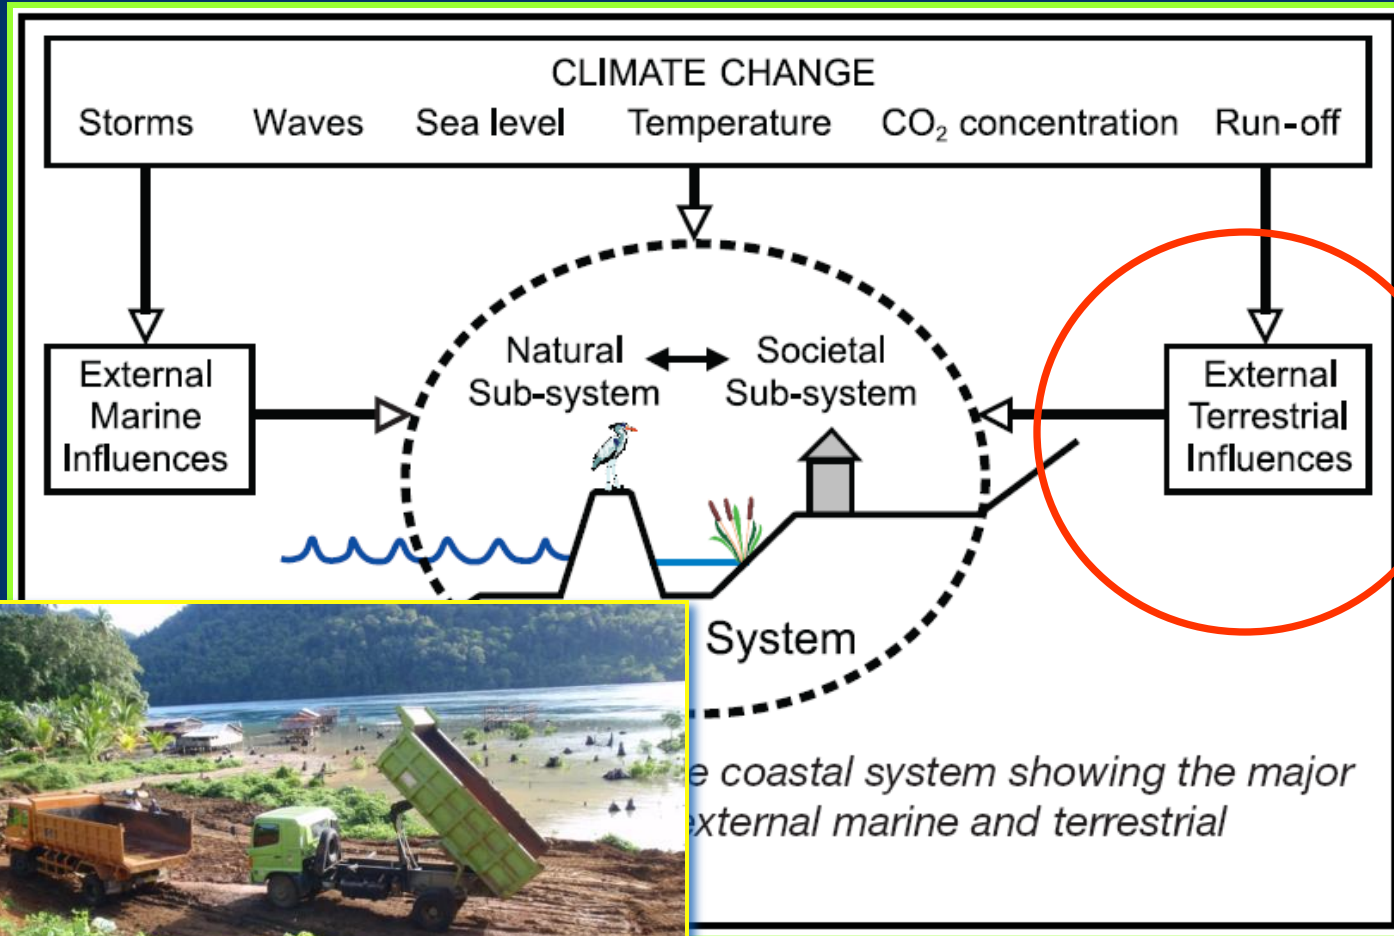 CLIMATE CHANGE
Storms Waves Sea level Temperature CO₂ concentration Run-off
External
Marine
Influences
Natural
Sub-system
Societal
Sub-system
External
Terrestrial
Influences
System
coastal system showing the major
external marine and terrestrial